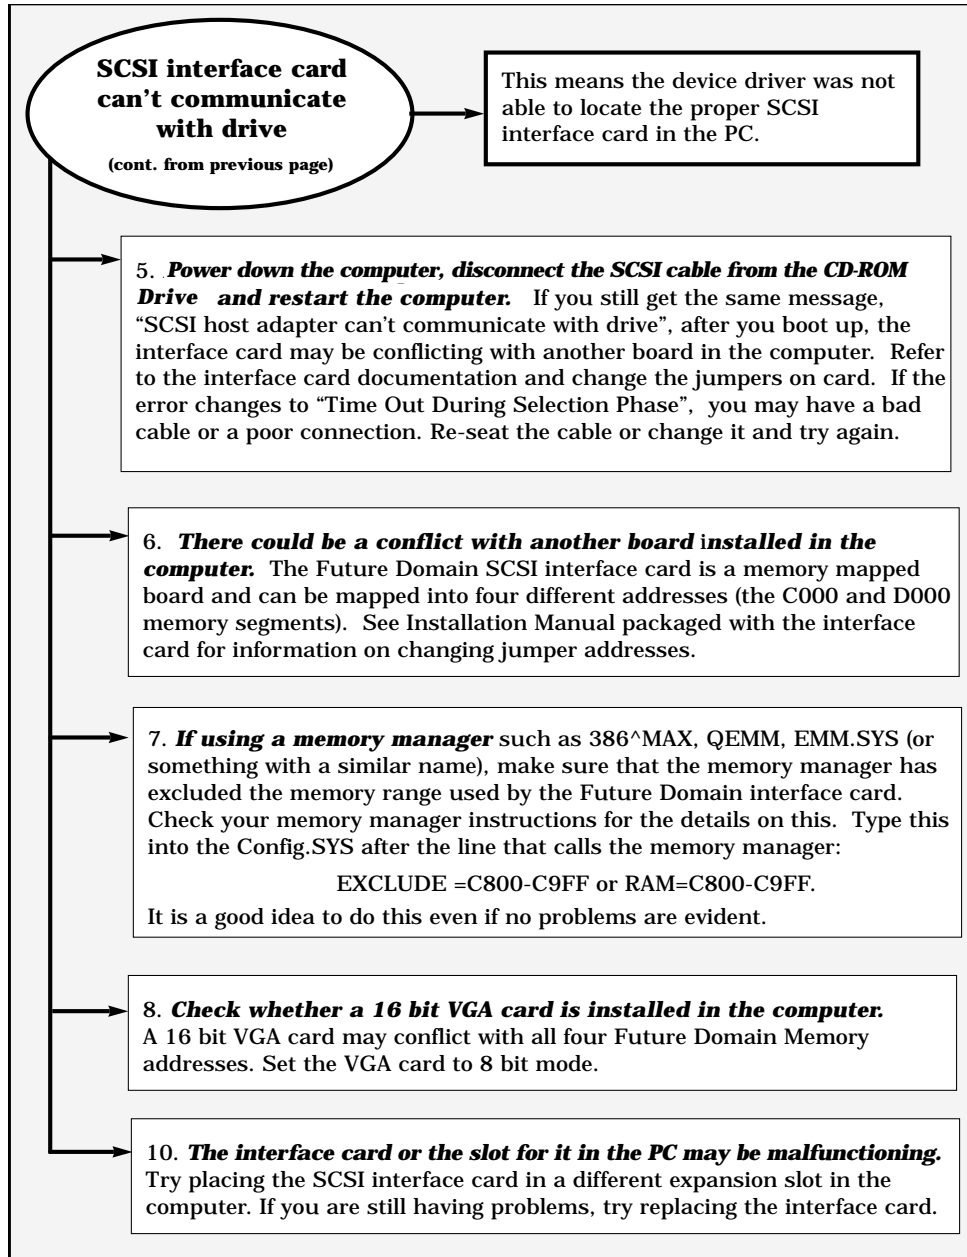 SCSI interface card
can't communicate
with drive
(cont. from previous page)
This means the device driver was not
able to locate the proper SCSI
interface card in the PC.
5. Power down the computer, disconnect the SCSI cable from the CD-ROM
Drive and restart the computer. If you still get the same message,
“SCSI host adapter can't communicate with drive”, after you boot up, the
interface card may be conflicting with another board in the computer. Refer
to the interface card documentation and change the jumpers on card. If the
error changes to “Time Out During Selection Phase”, you may have a bad
cable or a poor connection. Re-seat the cable or change it and try again.
6. There could be a conflict with another board installed in the
computer. The Future Domain SCSI interface card is a memory mapped
board and can be mapped into four different addresses (the C000 and D000
memory segments). See Installation Manual packaged with the interface
card for information on changing jumper addresses.
7. If using a memory manager such as 386^MAX, QEMM, EMM.SYS (or
something with a similar name), make sure that the memory manager has
excluded the memory range used by the Future Domain interface card.
Check your memory manager instructions for the details on this. Type this
into the Config.SYS after the line that calls the memory manager:
EXCLUDE =C800-C9FF or RAM=C800-C9FF.
It is a good idea to do this even if no problems are evident.
8. Check whether a 16 bit VGA card is installed in the computer.
A 16 bit VGA card may conflict with all four Future Domain Memory
addresses. Set the VGA card to 8 bit mode.
10. The interface card or the slot for it in the PC may be malfunctioning.
Try placing the SCSI interface card in a different expansion slot in the
computer. If you are still having problems, try replacing the interface card.